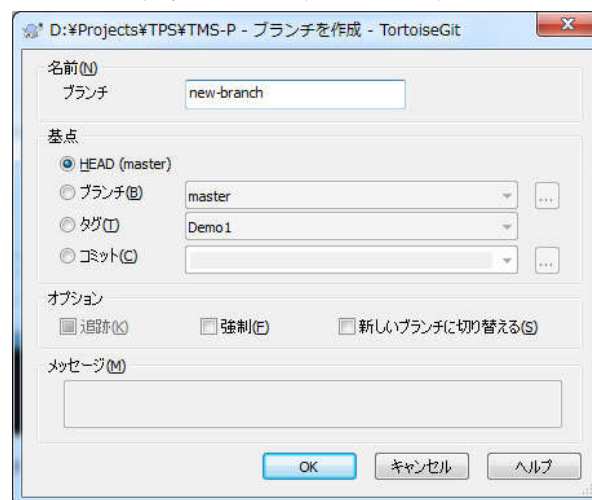 D:¥Projects¥TPS¥TMS-P - ブランチを作成 - TortoiseGit
名前(N)
ブランチ new-branch
基点
HEAD (master)
ブランチ(B) master ...
タグ(T) Demo1
コミット(C) ...
オプション
追跡(K) 強制(F) 新しいブランチに切り替える(S)
メッセージ(M)
OK キャンセル ヘルプ